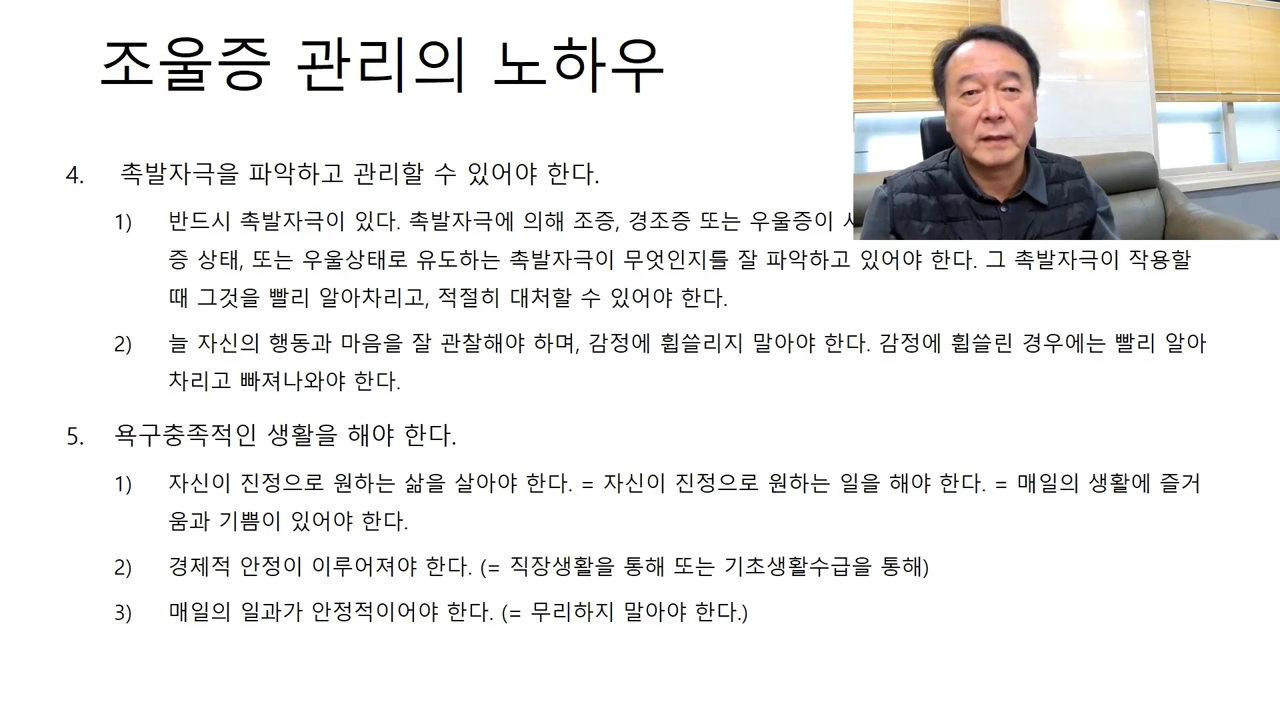 조울증 관리의 노하우
4. 촉발자극을 파악하고 관리할 수 있어야 한다.
1) 반드시 촉발자극이 있다. 촉발자극에 의해 조증, 경조증 또는 우울증이
증 상태, 또는 우울상태로 유도하는 촉발자극이 무엇인지를 잘 파악하고 있어야 한다. 그 촉발자극이 작용할
때 그것을 빨리 알아차리고, 적절히 대처할 수 있어야 한다.
2) 늘 자신의 행동과 마음을 잘 관찰해야 하며, 감정에 휩쓸리지 말아야 한다. 감정에 휩쓸린 경우에는 빨리 알아
차리고 빠져나와야 한다.
5. 욕구충족적인 생활을 해야 한다.
1) 자신이 진정으로 원하는 삶을 살아야 한다. = 자신이 진정으로 원하는 일을 해야 한다. = 매일의 생활에 즐거
움과 기쁨이 있어야 한다.
2) 경제적 안정이 이루어져야 한다. (= 직장생활을 통해 또는 기초생활수급을 통해)
3) 매일의 일과가 안정적이어야 한다. (= 무리하지 말아야 한다.)